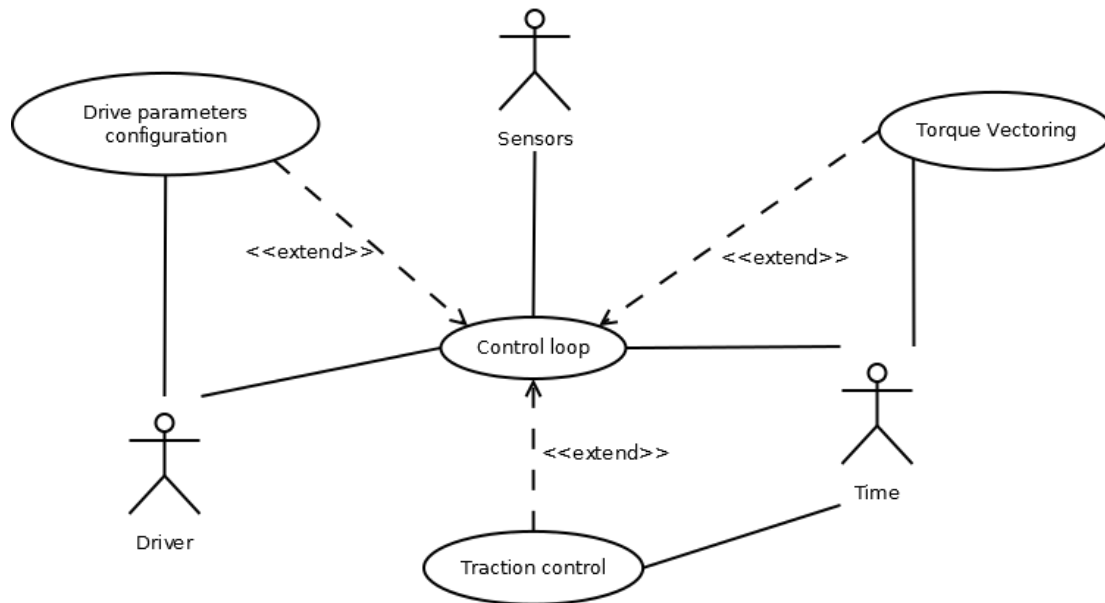 Sensors
Drive parameters
configuration
Torque Vectoring
<<extend>>
<<extend>>
Control loop
<<extend>>
Time
Driver
Traction control